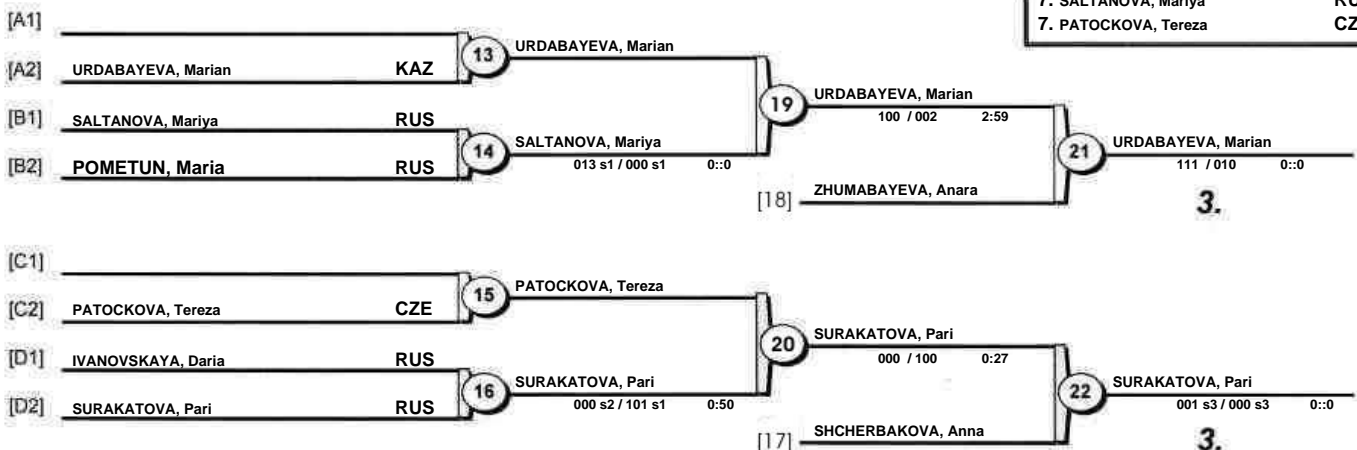 7. SALTANOVA, Mariya
7. PATOCKOVA, Tereza CZ
[A1]
[A2] URDABAYEVA, Marian KAZ
13 URDABAYEVA, Marian
[B1] SALTANOVA, Mariya RUS
[B2] POMETUN, Maria RUS
14 SALTANOVA, Mariya
013 s1 / 000 s1 0::0
19 URDABAYEVA, Marian
100 / 002 2:59
[18] ZHUMABAYEVA, Anara
21 URDABAYEVA, Marian
111 / 010 0::0
3.
[C1]
[C2] PATOCKOVA, Tereza CZE
15 PATOCKOVA, Tereza
[D1] IVANOVSKAYA, Daria RUS
[D2] SURAKATOVA, Pari RUS
16 SURAKATOVA, Pari
000 s2 / 101 s1 0:50
20 SURAKATOVA, Pari
000 / 100 0:27
[17] SHCHERBAKOVA, Anna
22 SURAKATOVA, Pari
001 s3 / 000 s3 0::0
3.